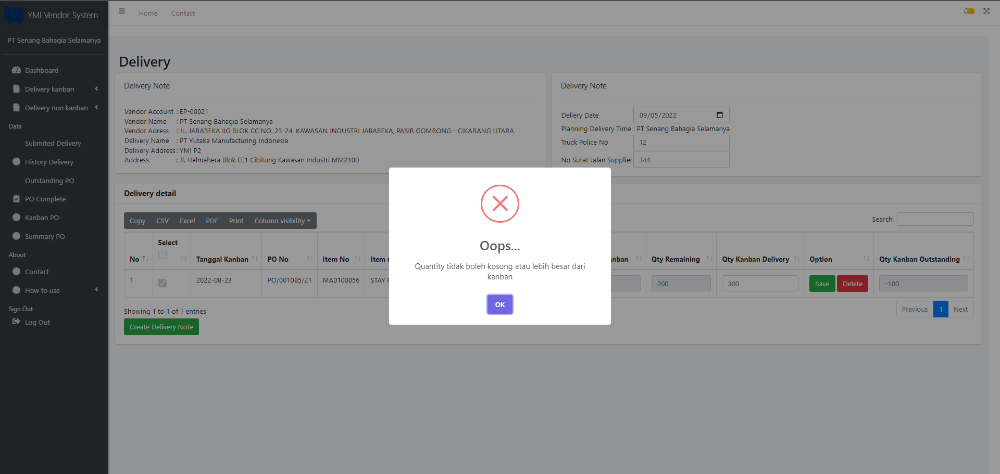 YMI Vendor System
Home
Contact
15
PT Senang Bahagia Selamanya
Dashboard
Delivery kanban
Delivery non kanban
Data
Submited Delivery
History Delivery
Outstanding PO
PO Complete
Kanban PO
Summary PO
About
Contact
How to use
Sign Out
Log Out
Delivery
Delivery Note
Vendor Account : EP-00021
Vendor Name : PT Senang Bahagia Selamanya
Vendor Adress : JL. JABABEKA IIG BLOK CC NO. 23-24, KAWASAN INDUSTRI JABABEKA, PASIR GOMBONG - CIKARANG UTARA
Delivery Name : PT Yutaka Manufacturing Indonesia
Delivery Address: YMI P2
Address : Jl. Halmahera Blok EE1 Cibitung Kawasan Industri MM2100
Delivery Note
Deliery Date 09/05/2022
Planning Delivery Time : PT Senang Bahagia Selamanya
Truck Police No 12
No Surat Jalan Supplier 344
Delivery detail
Copy CSV Excel PDF Print Column visibility
Search:
No Select Tanggal Kanban PO No Item No Item nban Qty Remaining Qty Kanban Delivery Option Qty Kanban Outstanding
1 2022-08-23 PO/001085/21 MA0100056 STAY 200 300 Save Delete -100
Showing 1 to 1 of 1 entries
Previous 1 Next
Create Delivery Note
Oops...
Quantity tidak boleh kosong atau lebih besar dari
kanban
OK